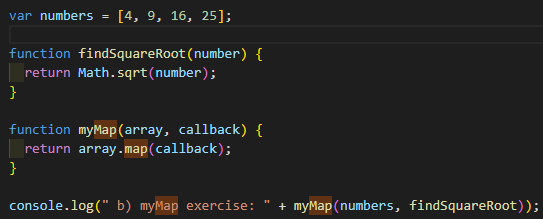 var numbers = [4, 9, 16, 25];
function findSquareRoot(number) {
return Math.sqrt(number);
}
function myMap(array, callback) {
return array.map(callback);
}
console.log(" b) myMap exercise: " + myMap(numbers, findSquareRoot));